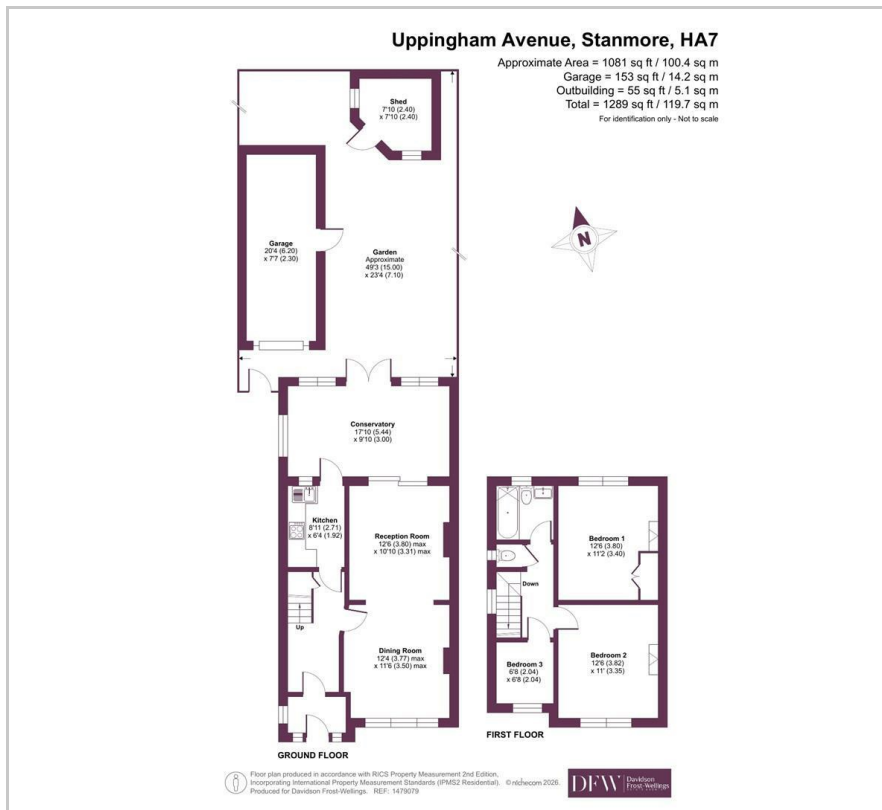 Uppingham Avenue, Stanmore, HA7
Approximate Area = 1081 sq ft / 100.4 sq m
Garage = 153 sq ft / 14.2 sq m
Outbuilding = 55 sq ft / 5.1 sq m
Total = 1289 sq ft / 119.7 sq m
For identification only - Not to scale
Shed
7'10 (2.40)
x 7'10 (2.40)
Garage
20'4 (6.20)
x 7'7 (2.30)
Garden
Approximate
49'3 (15.00)
x 23'4 (7.10)
N
Conservatory
17'10 (5.44)
x 9'10 (3.00)
Kitchen
8'11 (2.71)
x 6'4 (1.92)
Reception Room
12'6 (3.80) max
x 10'10 (3.31) max
Up
Dining Room
12'4 (3.77) max
x 11'6 (3.50) max
GROUND FLOOR
Bedroom 1
12'6 (3.80)
x 11'2 (3.40)
Down
Bedroom 2
12'6 (3.82)
x 11' (3.35)
Bedroom 3
6'8 (2.04)
x 6'8 (2.04)
FIRST FLOOR
Floor plan produced in accordance with RICS Property Measurement 2nd Edition,
Incorporating International Property Measurement Standards (IPMS2 Residential). © nichecom 2026.
Produced for Davidson Frost-Wellings. REF: 1479079
DFW Davidson
Frost-Wellings